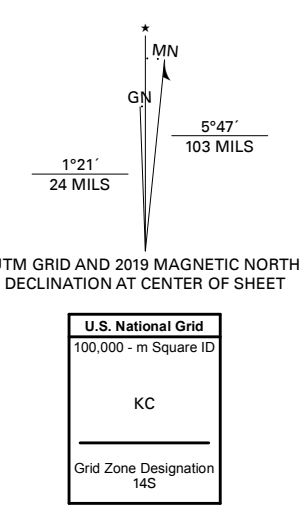 ★
MN
GN
5°47´
103 MILS
1°21´
24 MILS
UTM GRID AND 2019 MAGNETIC NORTH
DECLINATION AT CENTER OF SHEET
U.S. National Grid
100,000 - m Square ID
KC
Grid Zone Designation
14S